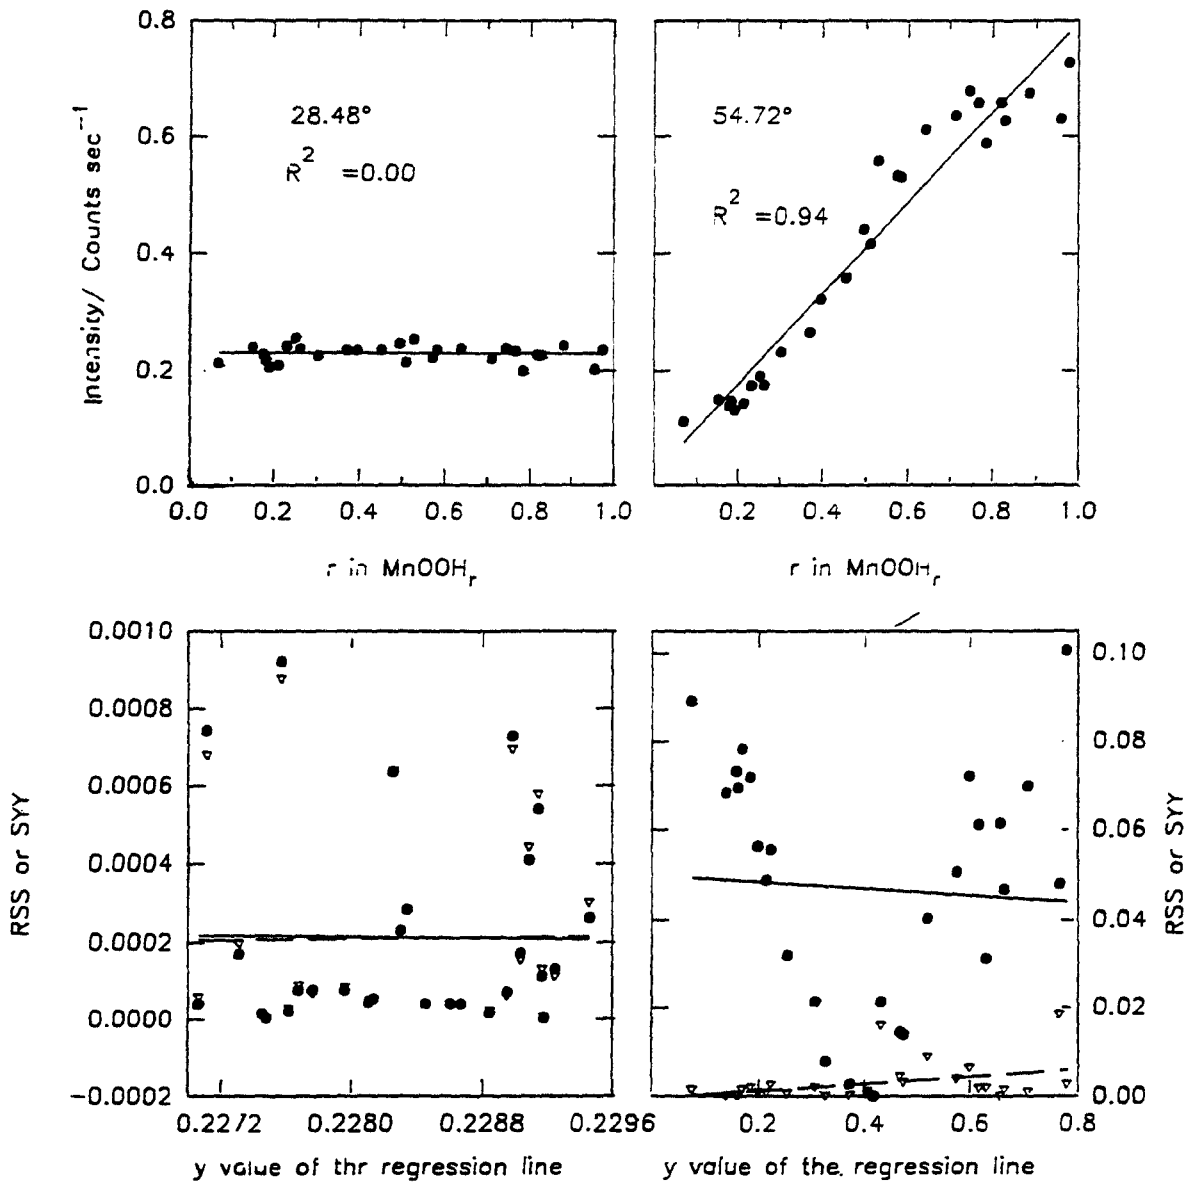 0.8
0.6
0.4
0.2
0.0
Intensity/ Counts sec⁻¹
28.48°
R² =0.00
0.0 0.2 0.4 0.6 0.8 1.0
r in MnOOHᵣ
54.72°
R² =0.94
0.2 0.4 0.6 0.8 1.0
r in MnOOHᵣ
0.0010
0.0008
0.0006
0.0004
0.0002
0.0000
-0.0002
RSS or SYY
0.2272 0.2280 0.2288 0.2296
y value of thr regression line
0.10
0.08
0.06
0.04
0.02
0.00
RSS or SYY
0.2 0.4 0.6 0.8
y value of the. regression line